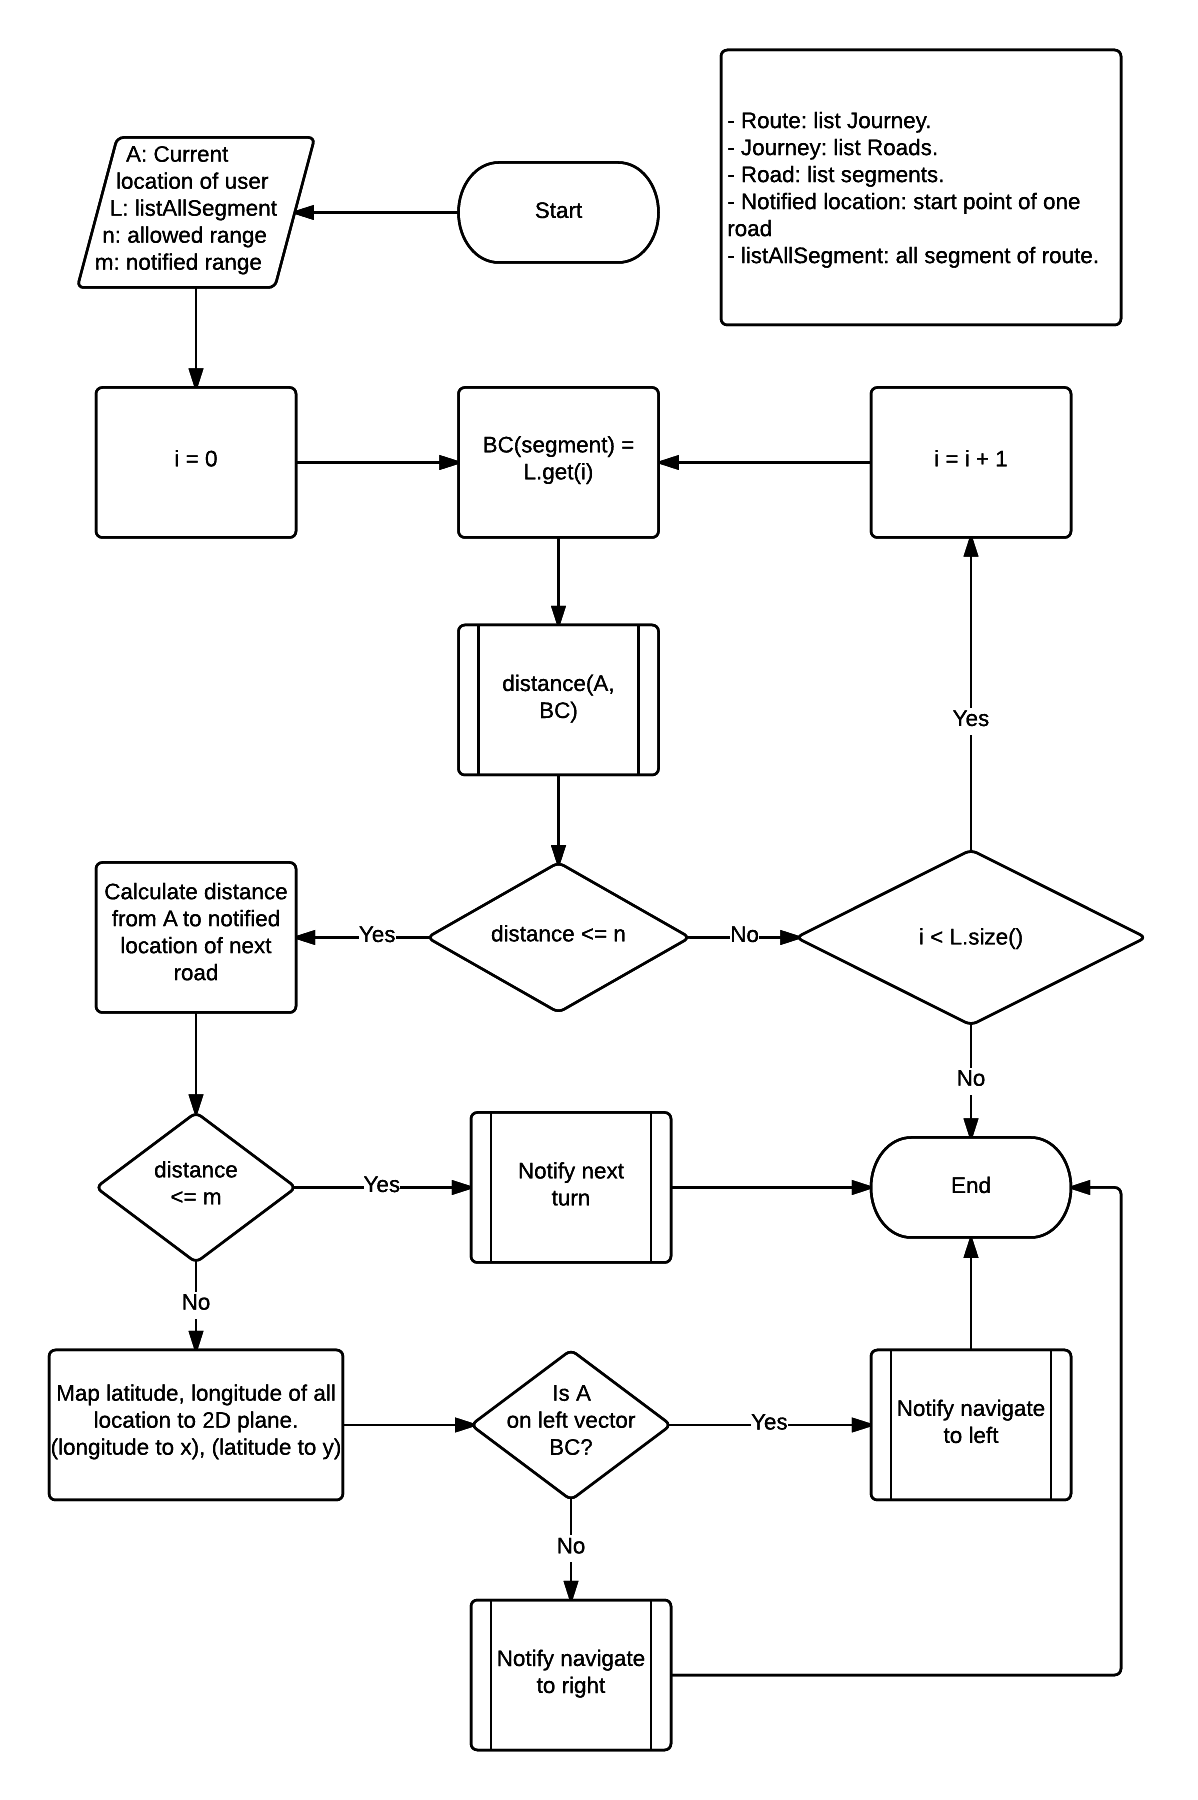 - Route: list Journey.
- Journey: list Roads.
- Road: list segments.
- Notified location: start point of one
road
- listAllSegment: all segment of route.
A: Current
location of user
L: listAllSegment
n: allowed range
m: notified range
Start
i = 0
BC(segment) =
L.get(i)
i = i + 1
distance(A,
BC)
Yes
Calculate distance
from A to notified
location of next
road
Yes
distance <= n
No
i < L.size()
No
distance
<= m
Yes
Notify next
turn
End
No
Map latitude, longitude of all
location to 2D plane.
(longitude to x), (latitude to y)
Is A
on left vector
BC?
Yes
Notify navigate
to left
No
Notify navigate
to right